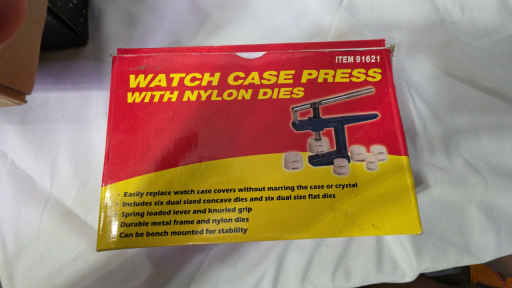 ITEM 91621
WATCH CASE PRESS
WITH NYLON DIES
· Easily replace watch case covers without marring the case or crystal
· Includes six dual sized concave dies and six dual size flat dies
· Spring loaded lever and knurled grip
· Durable metal frame and nylon dies
· Can be bench mounted for stability